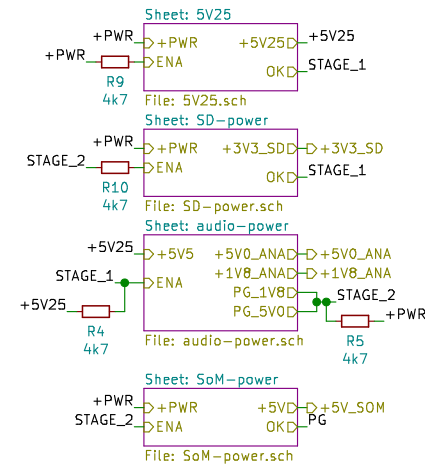 Sheet: 5V25
+PWR
+PWR
+5V25
+5V25
+PWR
ENA
OK
STAGE_1
R9
4k7
File: 5V25.sch
Sheet: SD-power
+PWR
+PWR
+3V3_SD
+3V3_SD
STAGE_2
ENA
OK
STAGE_1
R10
4k7
File: SD-power.sch
Sheet: audio-power
+5V25
+5V5
+5V0_ANA
+5V0_ANA
+1V8_ANA
+1V8_ANA
STAGE_1
ENA
PG_1V8
STAGE_2
+5V25
PG_5V0
+PWR
R4
4k7
R5
4k7
File: audio-power.sch
Sheet: SoM-power
+PWR
+PWR
+5V
+5V_SOM
STAGE_2
ENA
OK
PG
File: SoM-power.sch